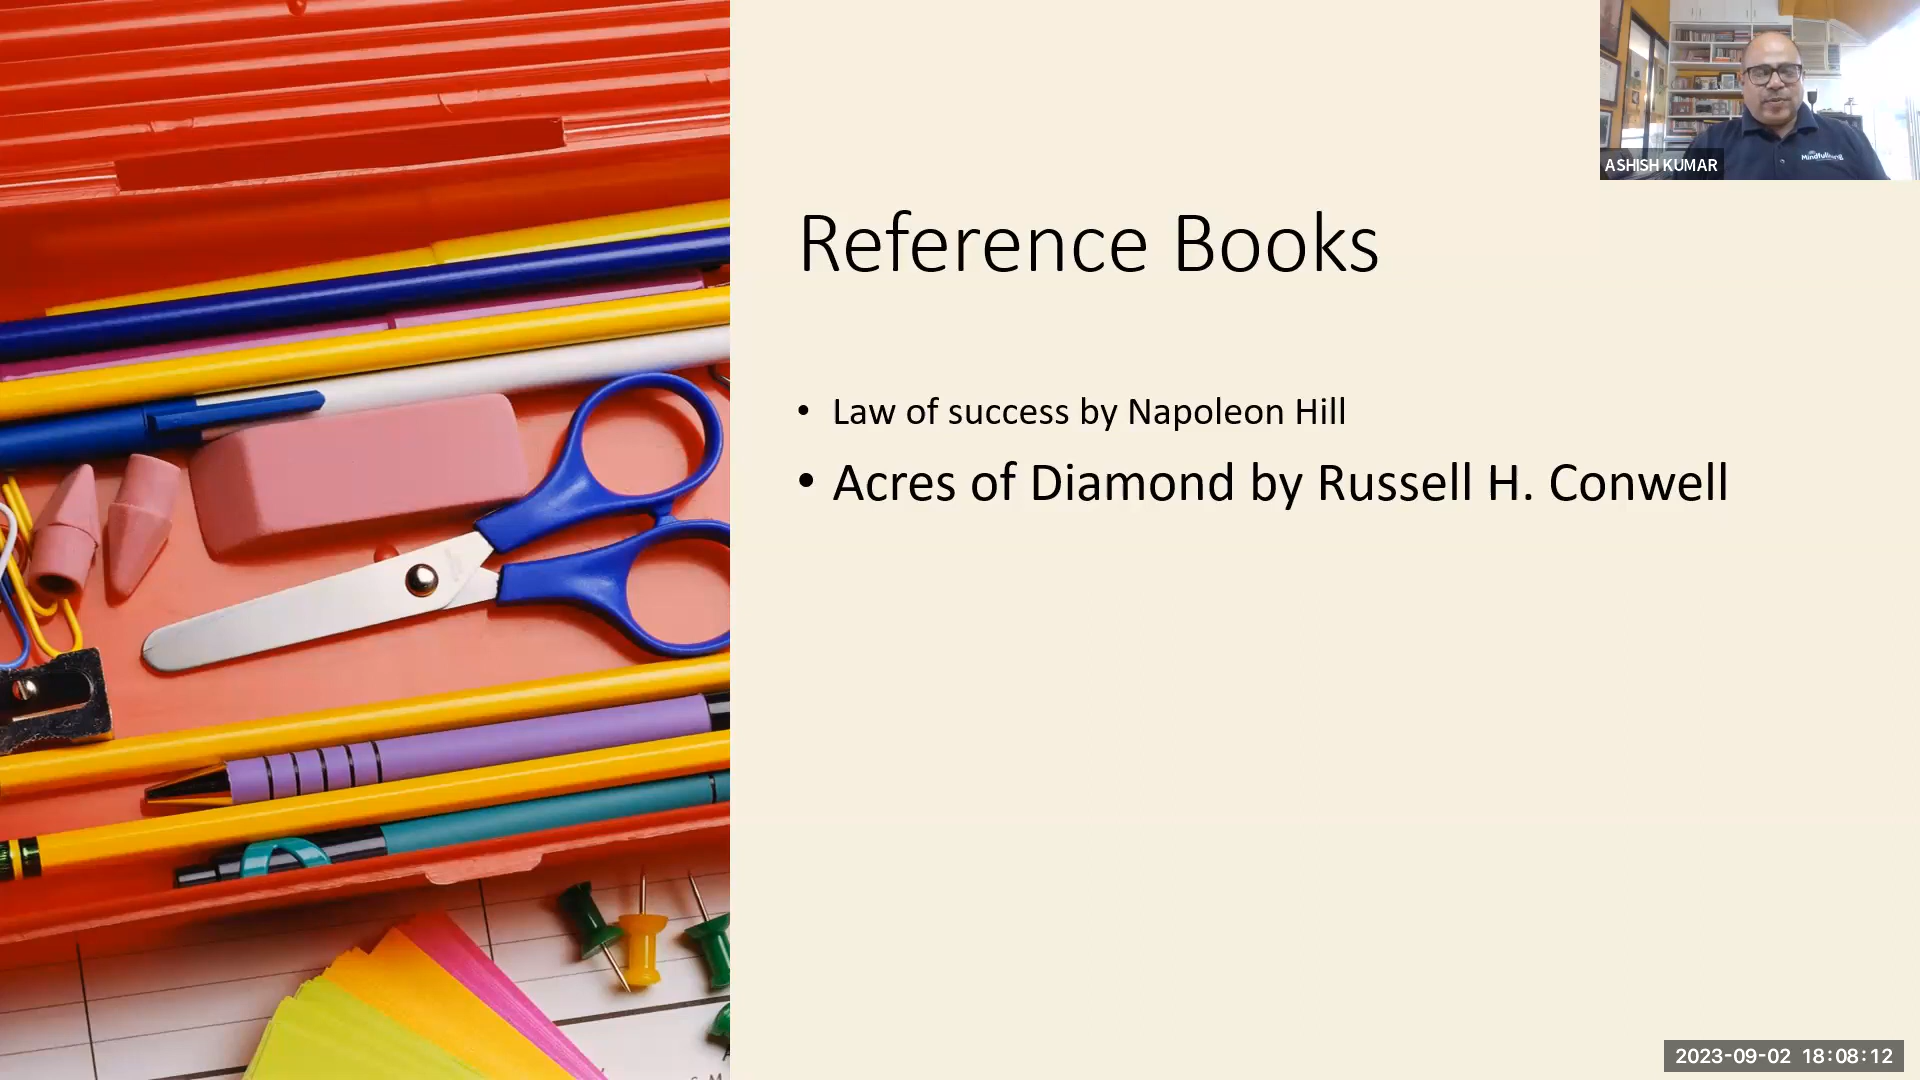 Reference Books
• Law of success by Napoleon Hill
• Acres of Diamond by Russell H. Conwell
ASHISH KUMAR
2023-09-02 18:08:12